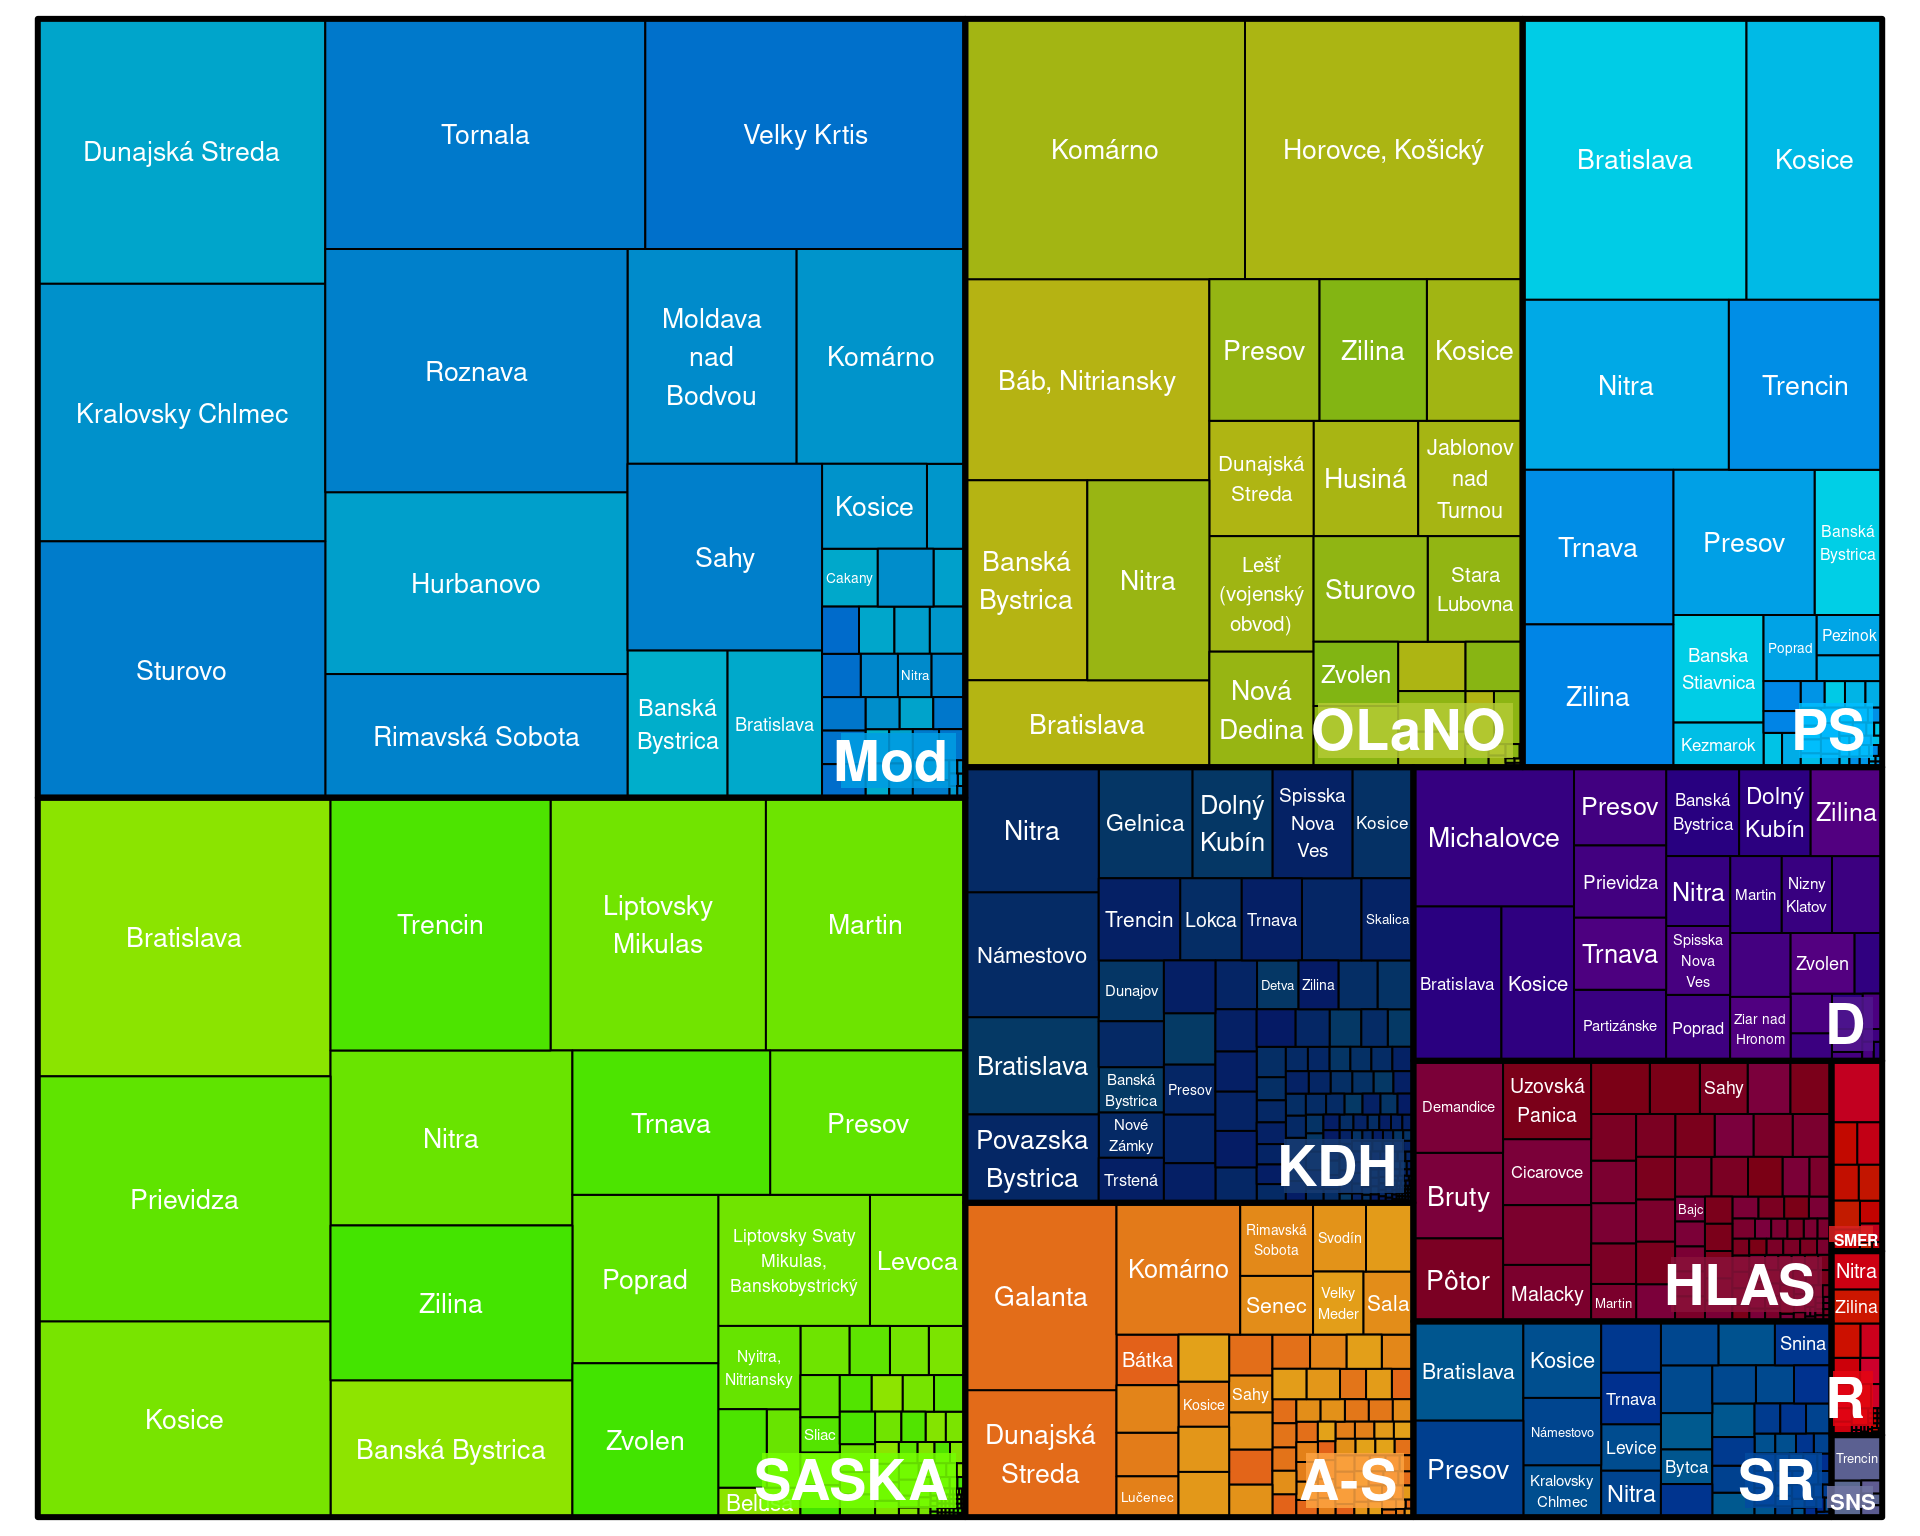 Dunajská Streda
Tornala
Velky Krtis
Kralovsky Chlmec
Roznava
Moldava
nad
Bodvou
Komárno
Sturovo
Hurbanovo
Sahy
Kosice
Cakany
Nitra
Rimavská Sobota
Banská
Bystrica
Bratislava
Mod
Komárno
Horovce, Košický
Báb, Nitriansky
Presov
Zilina
Kosice
Dunajská
Streda
Husiná
Jablonov
nad
Turnou
Banská
Bystrica
Nitra
Lešť
(vojenský
obvod)
Sturovo
Stara
Lubovna
Bratislava
Nová
Dedina
Zvolen
OLaNO
Bratislava
Kosice
Nitra
Trencin
Trnava
Presov
Banská
Bystrica
Zilina
Banska
Stiavnica
Poprad
Pezinok
Kezmarok
PS
Bratislava
Trencin
Liptovsky
Mikulas
Martin
Prievidza
Nitra
Trnava
Presov
Kosice
Zilina
Poprad
Liptovsky Svaty
Mikulas,
Banskobystrický
Levoca
Banská Bystrica
Zvolen
Nyitra,
Nitriansky
Sliac
Belusa
SASKA
Nitra
Gelnica
Dolný
Kubín
Spisska
Nova
Ves
Kosice
Námestovo
Trencin
Lokca
Trnava
Skalica
Bratislava
Dunajov
Detva
Zilina
Banská
Bystrica
Presov
Povazska
Bystrica
Nové
Zámky
Trstená
KDH
Michalovce
Presov
Banská
Bystrica
Dolný
Kubín
Zilina
Prievidza
Nitra
Martin
Nizny
Klatov
Bratislava
Kosice
Trnava
Spisska
Nova
Ves
Zvolen
Partizánske
Poprad
Ziar nad
Hronom
D
Galanta
Komárno
Rimavská
Sobota
Svodín
Senec
Velky
Meder
Sala
Dunajská
Streda
Bátka
Kosice
Sahy
Lučenec
A-S
Demandice
Uzovská
Panica
Sahy
Bruty
Cicarovce
Bajc
Pôtor
Malacky
Martin
HLAS
SMER
Nitra
Zilina
R
Bratislava
Kosice
Snina
Trnava
Námestovo
Levice
Presov
Kralovsky
Chlmec
Nitra
Bytca
SR
Trencin
SNS